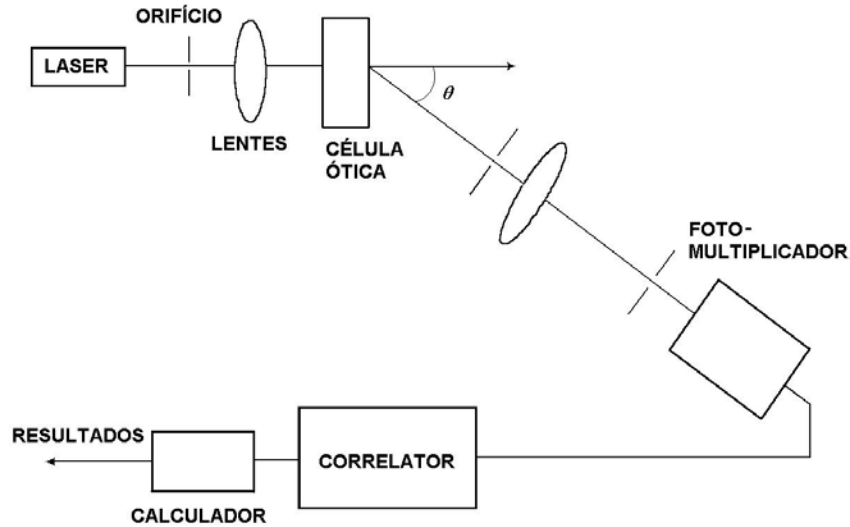 ORIFÍCIO
LASER
LENTES
CÉLULA
ÓTICA
θ
FOTO-
MULTIPLICADOR
RESULTADOS
CORRELATOR
CALCULADOR